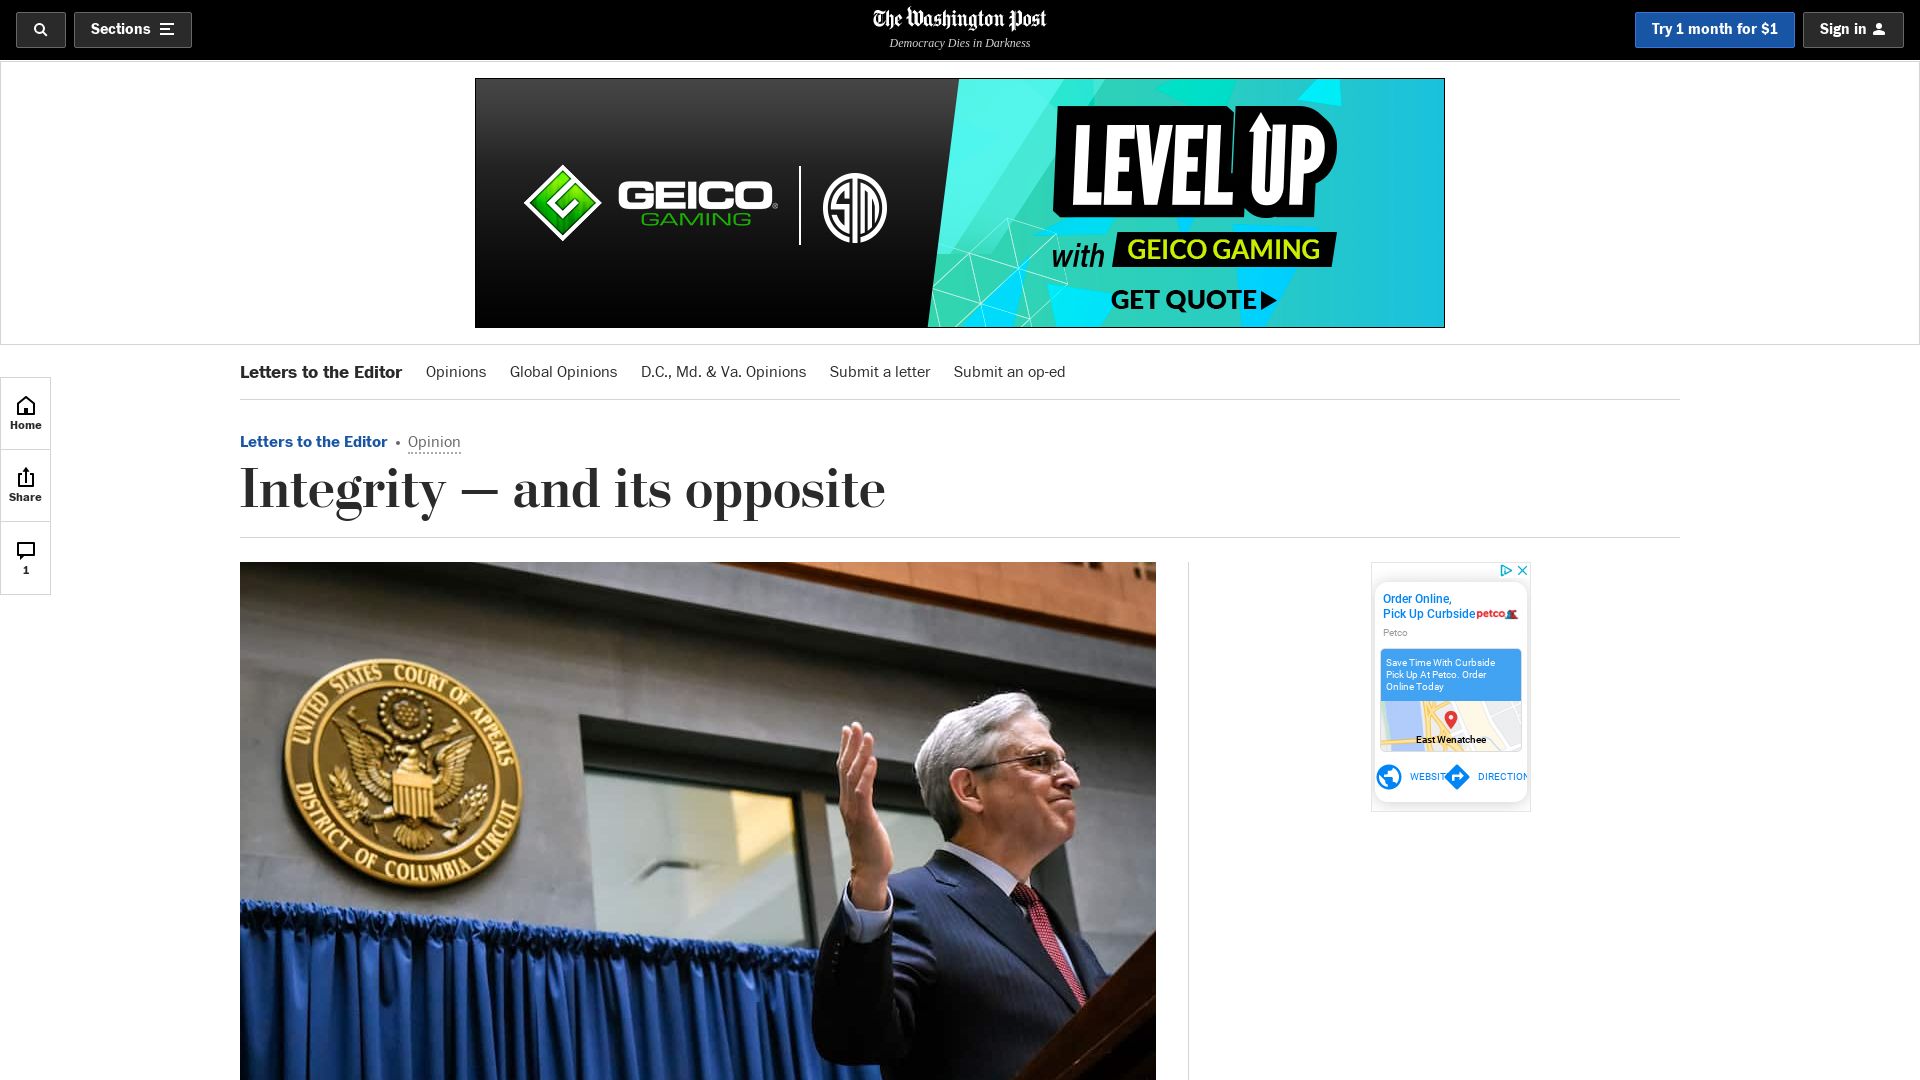 Sections
The Washington Post
Democracy Dies in Darkness
Try 1 month for $1
Sign in
GEICO
GAMING
TSM
LEVEL UP
with GEICO GAMING
GET QUOTE
Letters to the Editor
Opinions
Global Opinions
D.C., Md. & Va. Opinions
Submit a letter
Submit an op-ed
Home
Share
1
Letters to the Editor • Opinion
Integrity — and its opposite
UNITED STATES COURT OF APPEALS
DISTRICT OF COLUMBIA CIRCUIT
Order Online,
Pick Up Curbside
petco
Petco
Save Time With Curbside
Pick Up At Petco. Order
Online Today
East Wenatchee
WEBSIT
DIRECTION